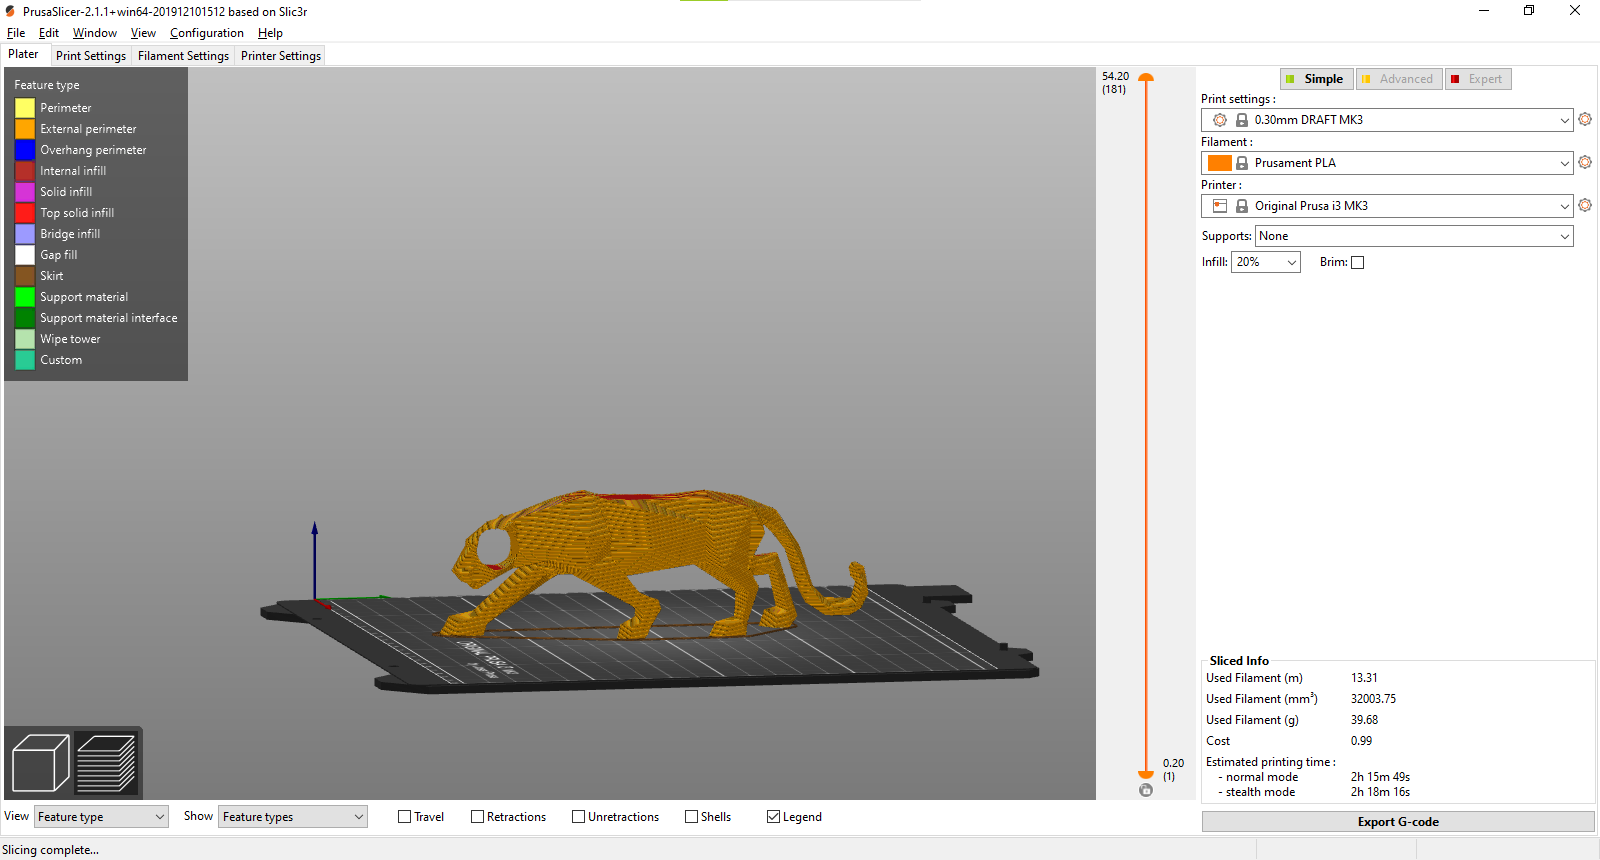 PrusaSlicer-2.1.1+win64-201912101512 based on Slic3r
File Edit Window View Configuration Help
Plater Print Settings Filament Settings Printer Settings
Feature type
Perimeter
External perimeter
Overhang perimeter
Internal infill
Solid infill
Top solid infill
Bridge infill
Gap fill
Skirt
Support material
Support material interface
Wipe tower
Custom
54.20
(181)
0.20
(1)
Simple Advanced Expert
Print settings :
0.30mm DRAFT MK3
Filament :
Prusament PLA
Printer :
Original Prusa i3 MK3
Supports: None
Infill: 20% Brim:
Sliced Info
Used Filament (m) 13.31
Used Filament (mm³) 32003.75
Used Filament (g) 39.68
Cost 0.99
Estimated printing time :
- normal mode 2h 15m 49s
- stealth mode 2h 18m 16s
Export G-code
View Feature type Show Feature types Travel Retractions Unretractions Shells Legend
Slicing complete...